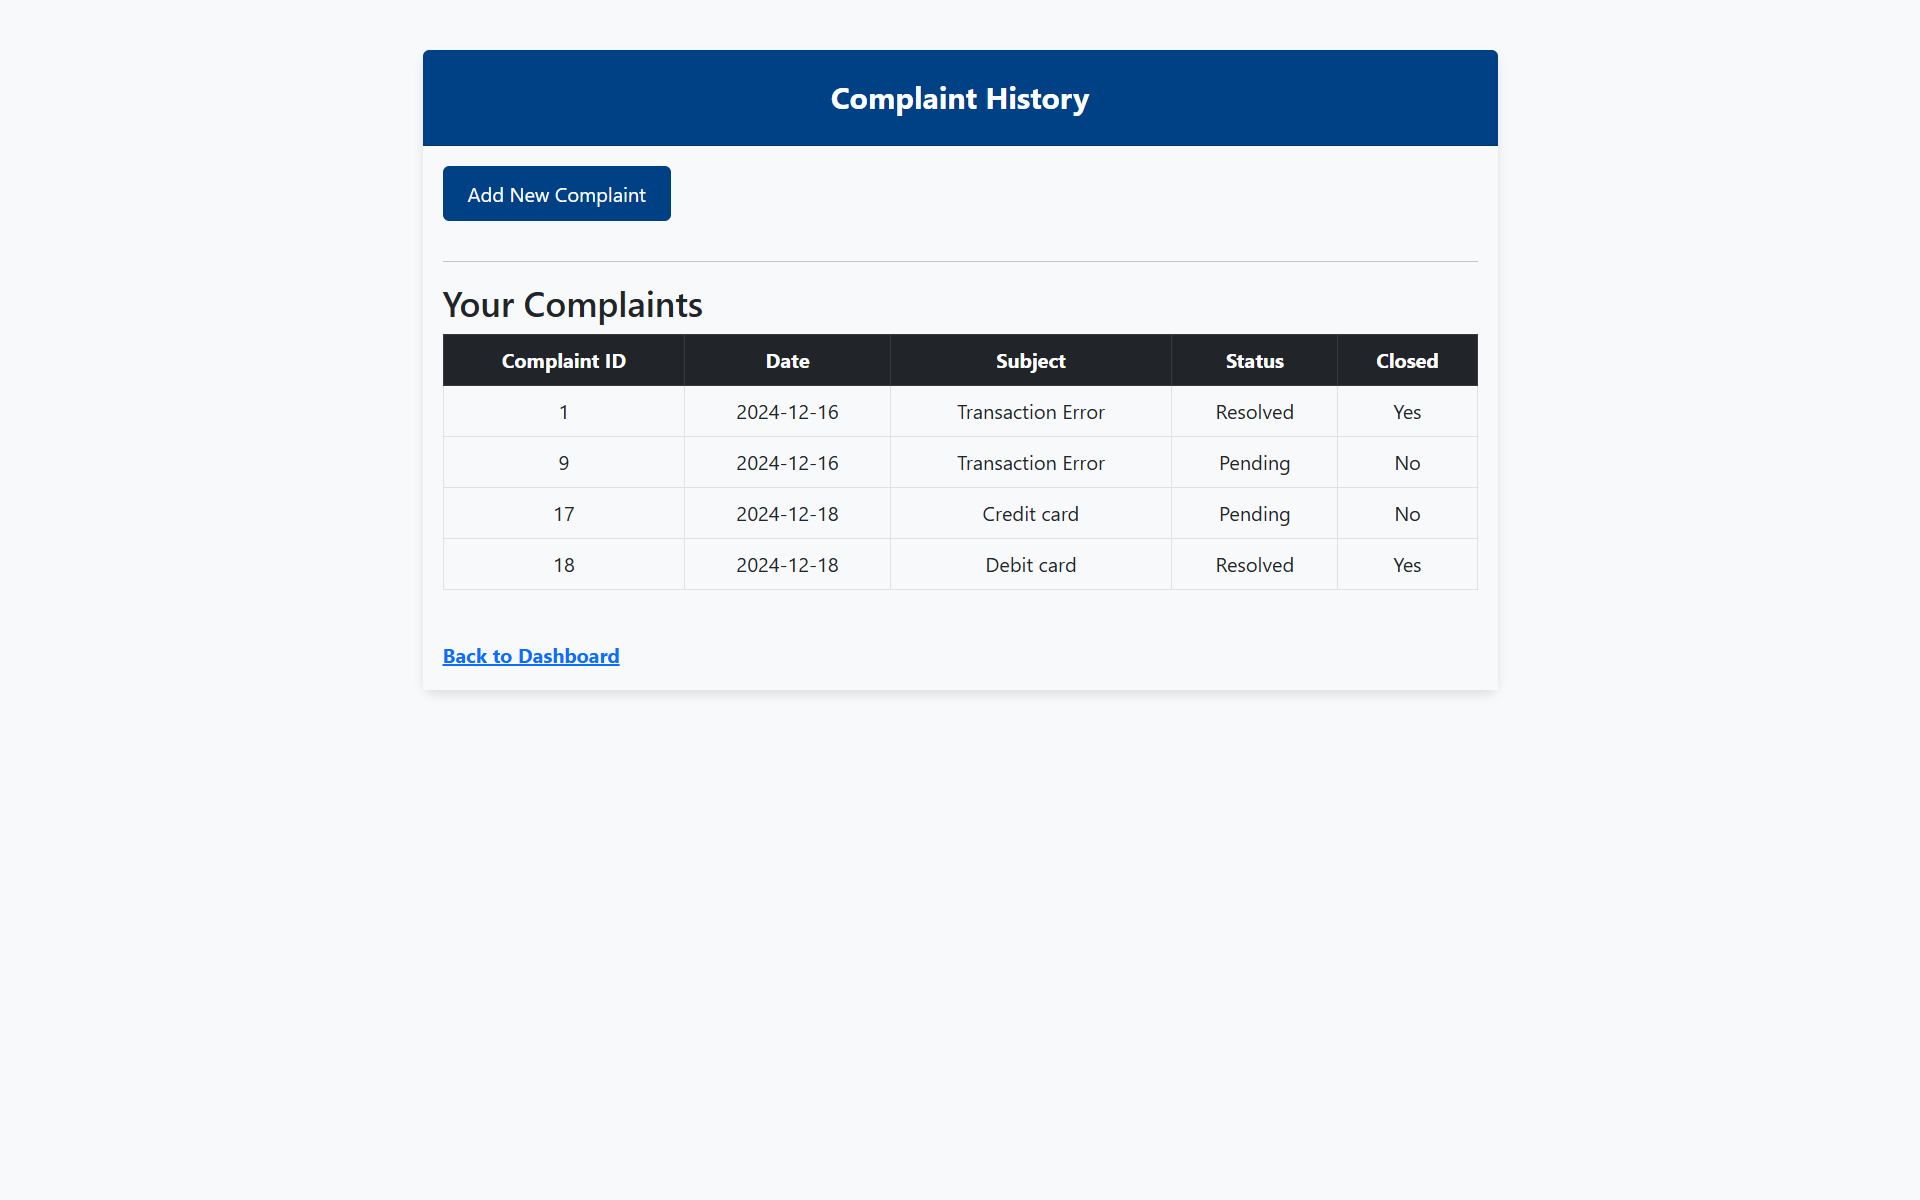 Complaint History
Add New Complaint
Your Complaints
Complaint ID Date Subject Status Closed
1 2024-12-16 Transaction Error Resolved Yes
9 2024-12-16 Transaction Error Pending No
17 2024-12-18 Credit card Pending No
18 2024-12-18 Debit card Resolved Yes
Back to Dashboard